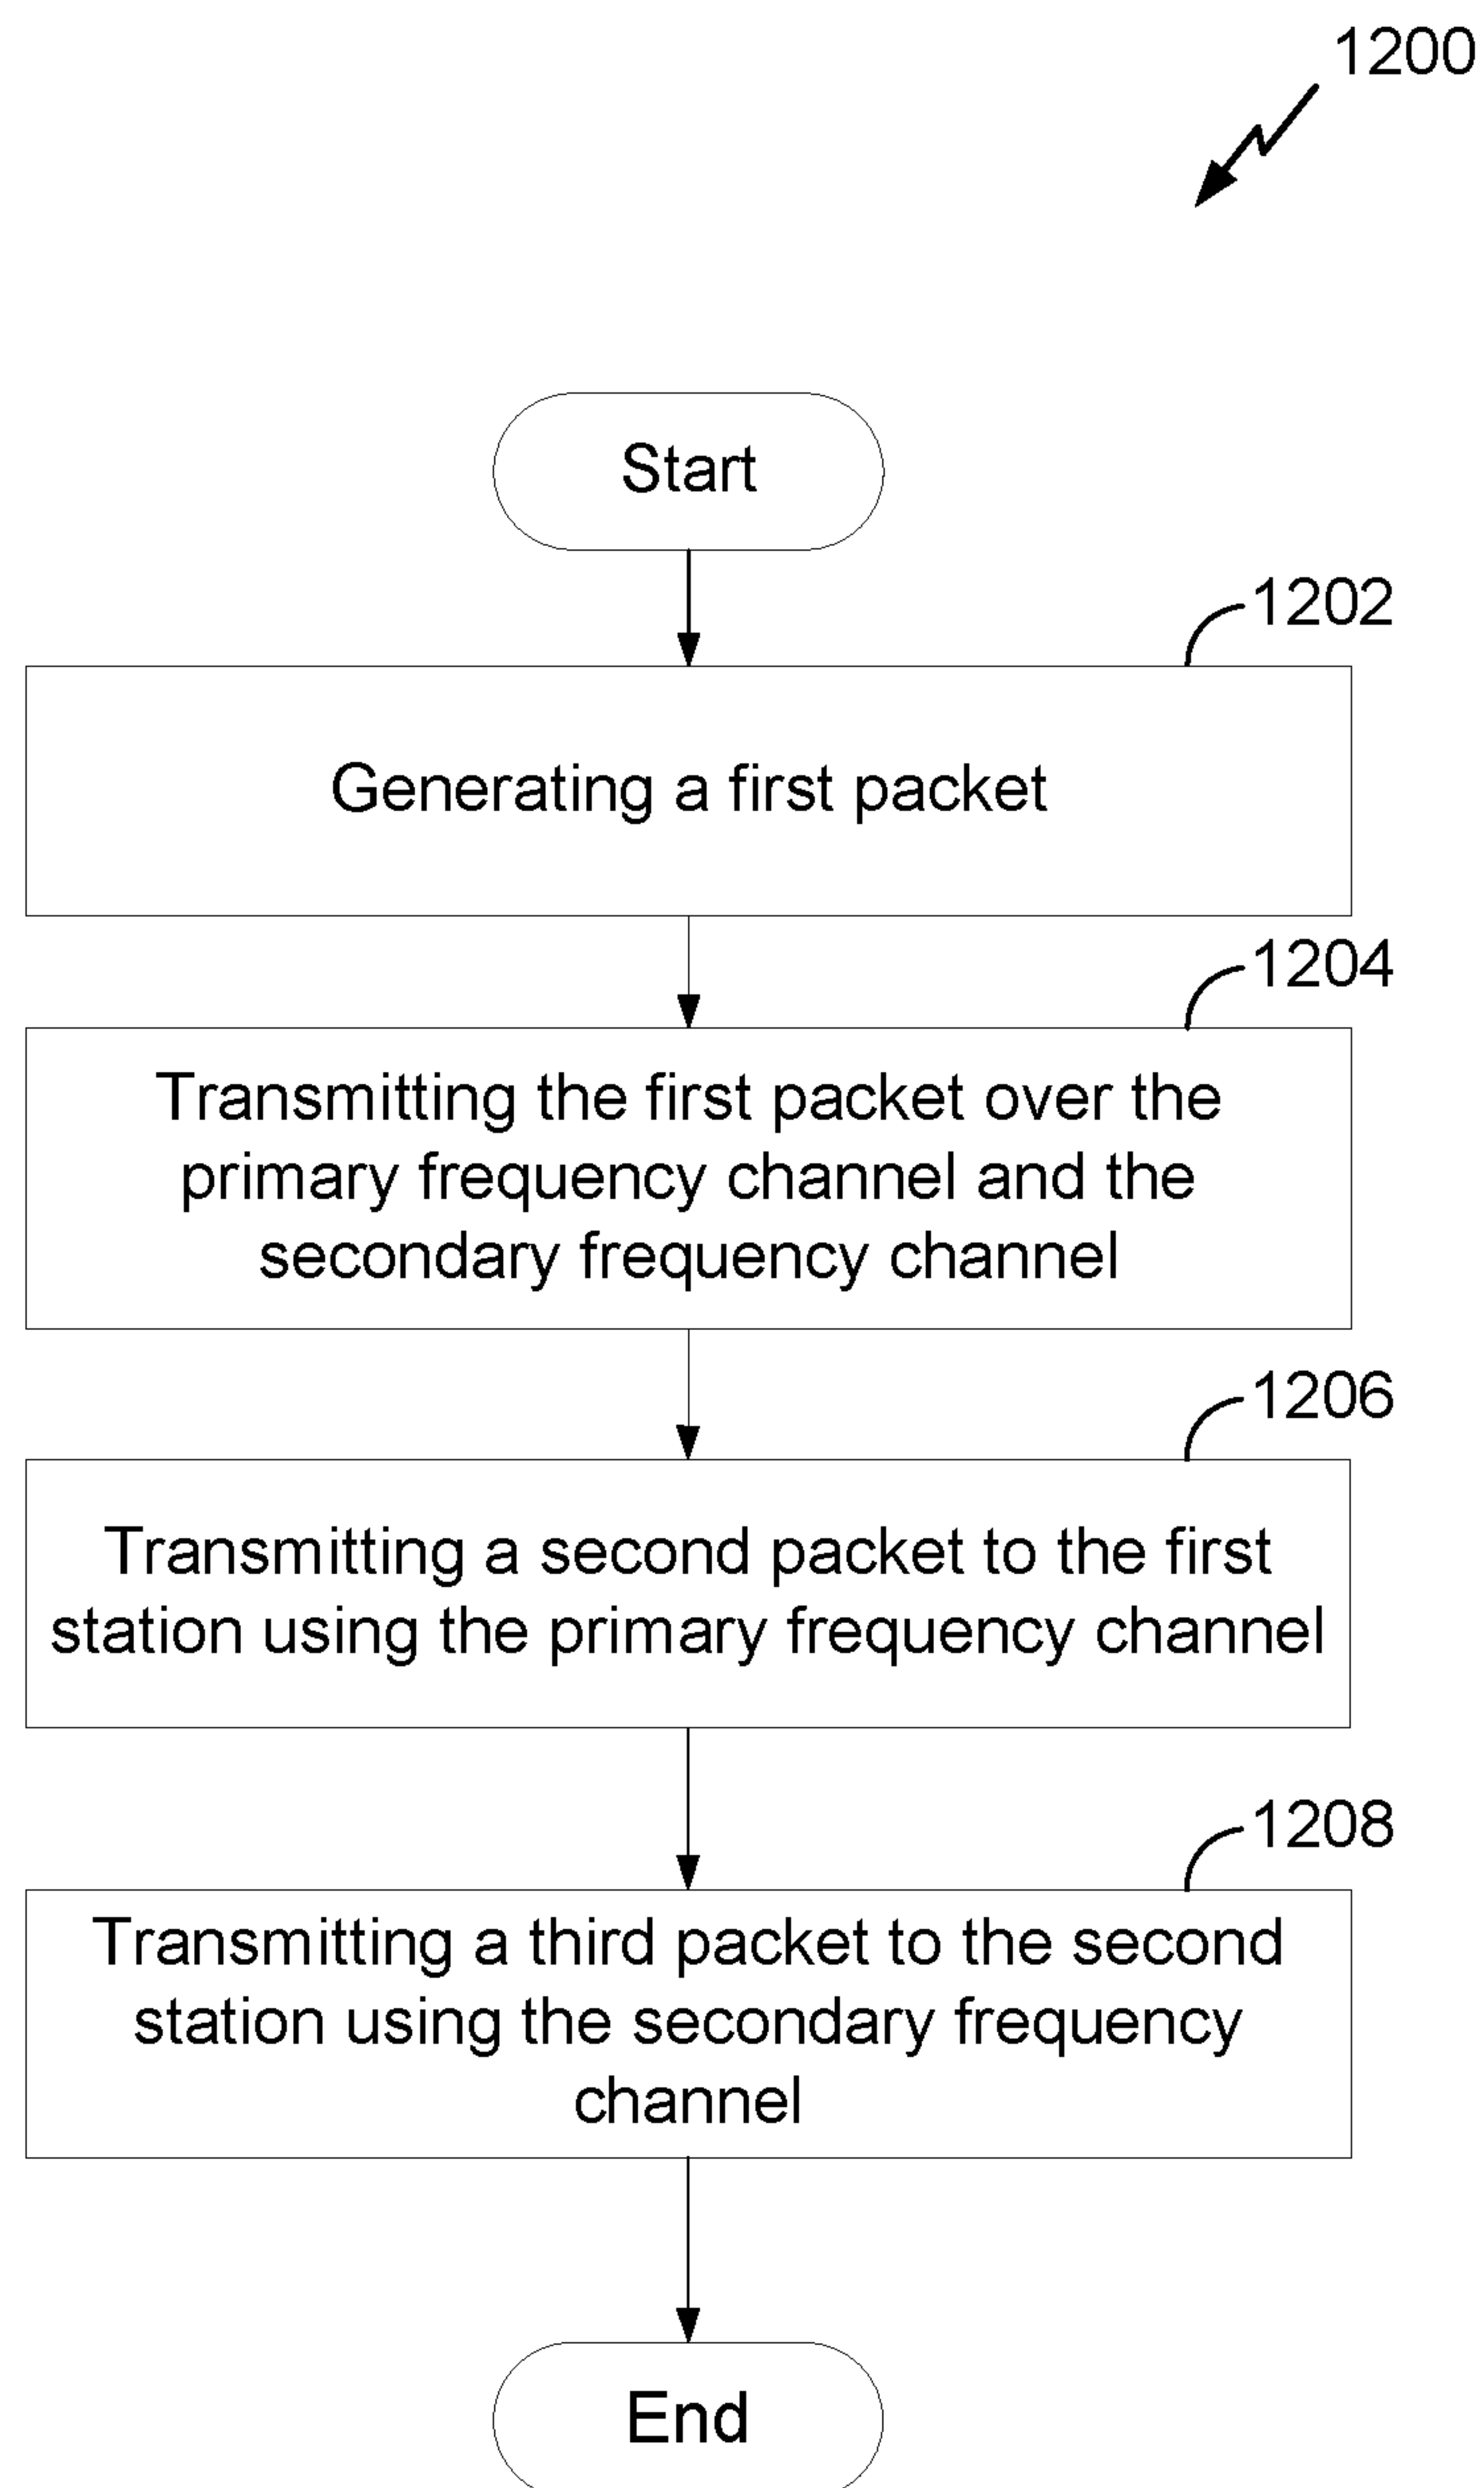 1200
Start
1202
Generating a first packet
1204
Transmitting the first packet over the
primary frequency channel and the
secondary frequency channel
1206
Transmitting a second packet to the first
station using the primary frequency channel
1208
Transmitting a third packet to the second
station using the secondary frequency
channel
End